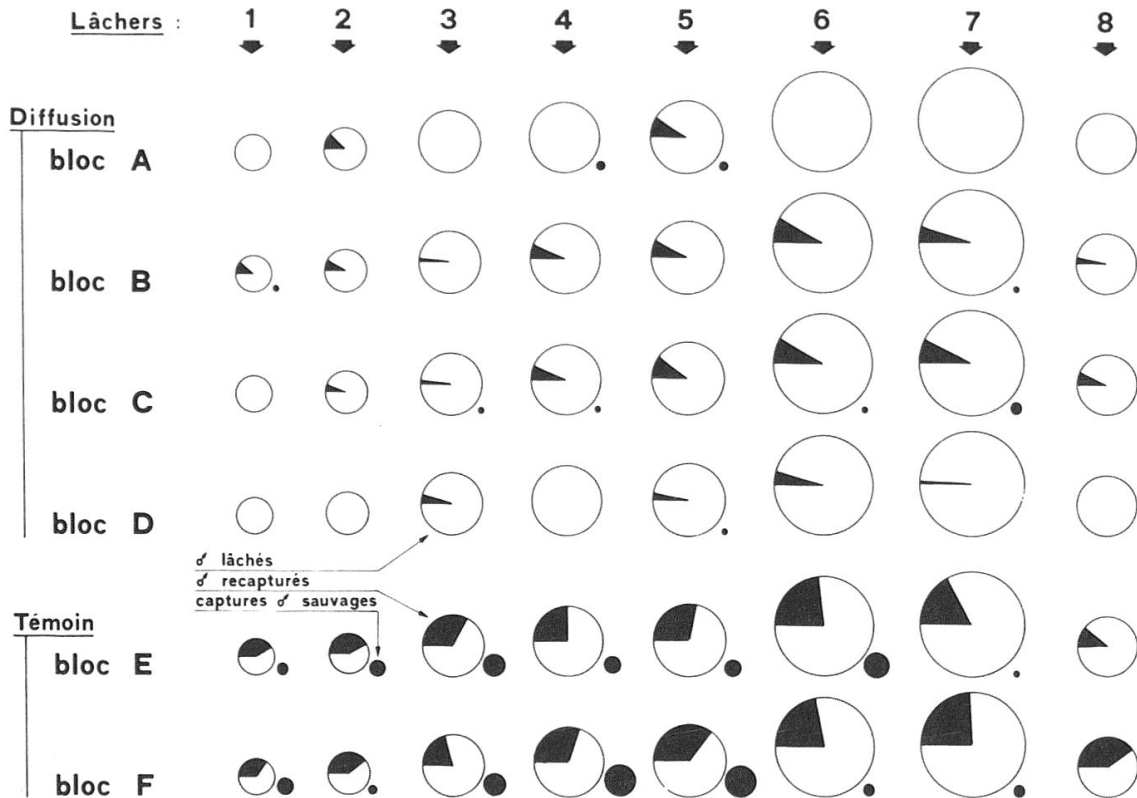 Lâchers : 1 2 3 4 5 6 7 8
Diffusion
bloc A
bloc B
bloc C
bloc D
♂ lâchés
♂ recapturés
captures ♂ sauvages
Témoin
bloc E
bloc F